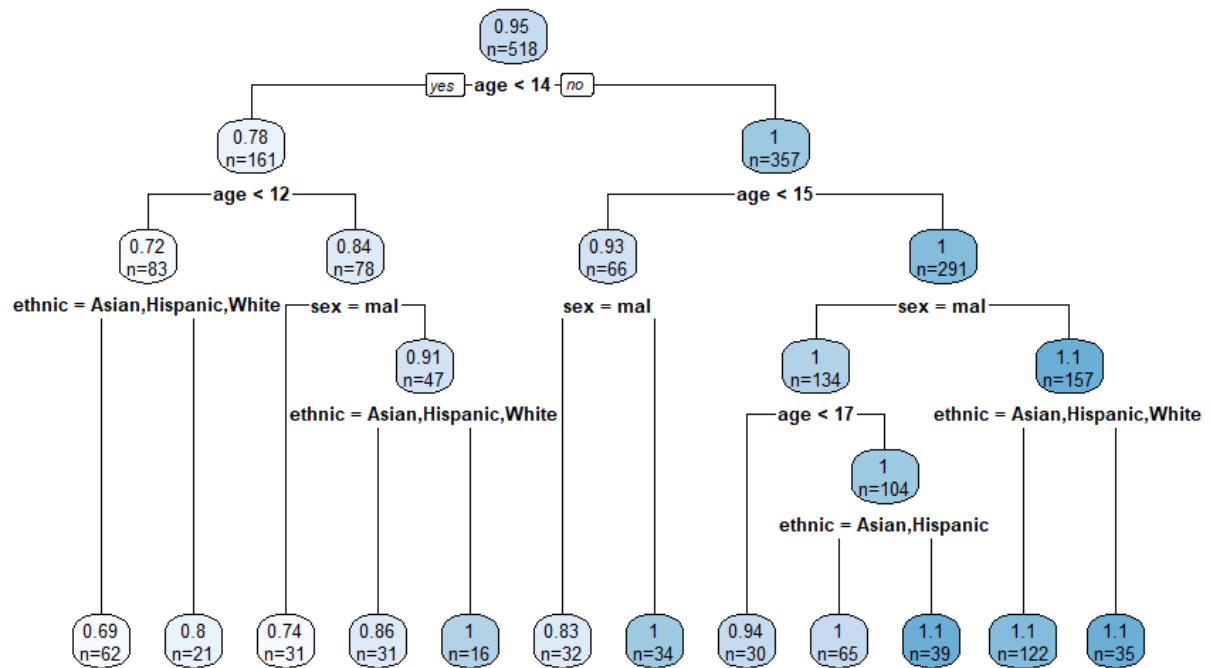 0.95
n=518
yes age < 14 no
0.78
n=161
1
n=357
age < 12
age < 15
0.72
n=83
0.84
n=78
0.93
n=66
1
n=291
ethnic = Asian,Hispanic,White
sex = mal
sex = mal
sex = mal
0.91
n=47
1
n=134
1.1
n=157
ethnic = Asian,Hispanic,White
age < 17
ethnic = Asian,Hispanic,White
1
n=104
ethnic = Asian,Hispanic
0.69
n=62
0.8
n=21
0.74
n=31
0.86
n=31
1
n=16
0.83
n=32
1
n=34
0.94
n=30
1
n=65
1.1
n=39
1.1
n=122
1.1
n=35